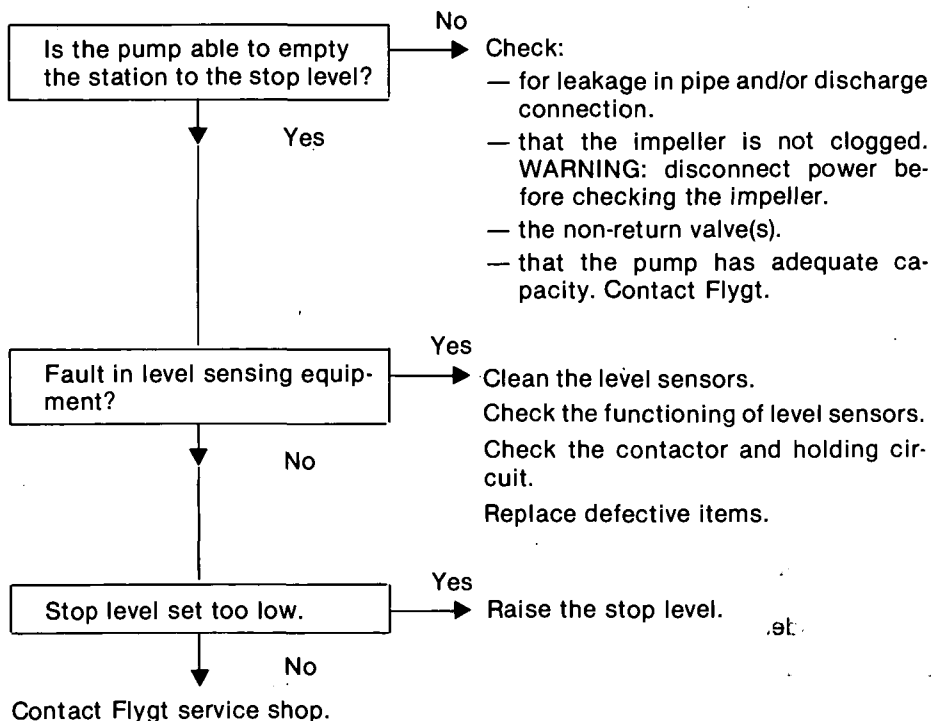 No
Is the pump able to empty
the station to the stop level?
Check:
— for leakage in pipe and/or discharge
connection.
— that the impeller is not clogged.
WARNING: disconnect power be-
fore checking the impeller.
— the non-return valve(s).
— that the pump has adequate ca-
pacity. Contact Flygt.
Yes
Yes
Fault in level sensing equip-
ment?
Clean the level sensors.
Check the functioning of level sensors.
Check the contactor and holding cir-
cuit.
Replace defective items.
No
Yes
Stop level set too low.
Raise the stop level.
No
Contact Flygt service shop.